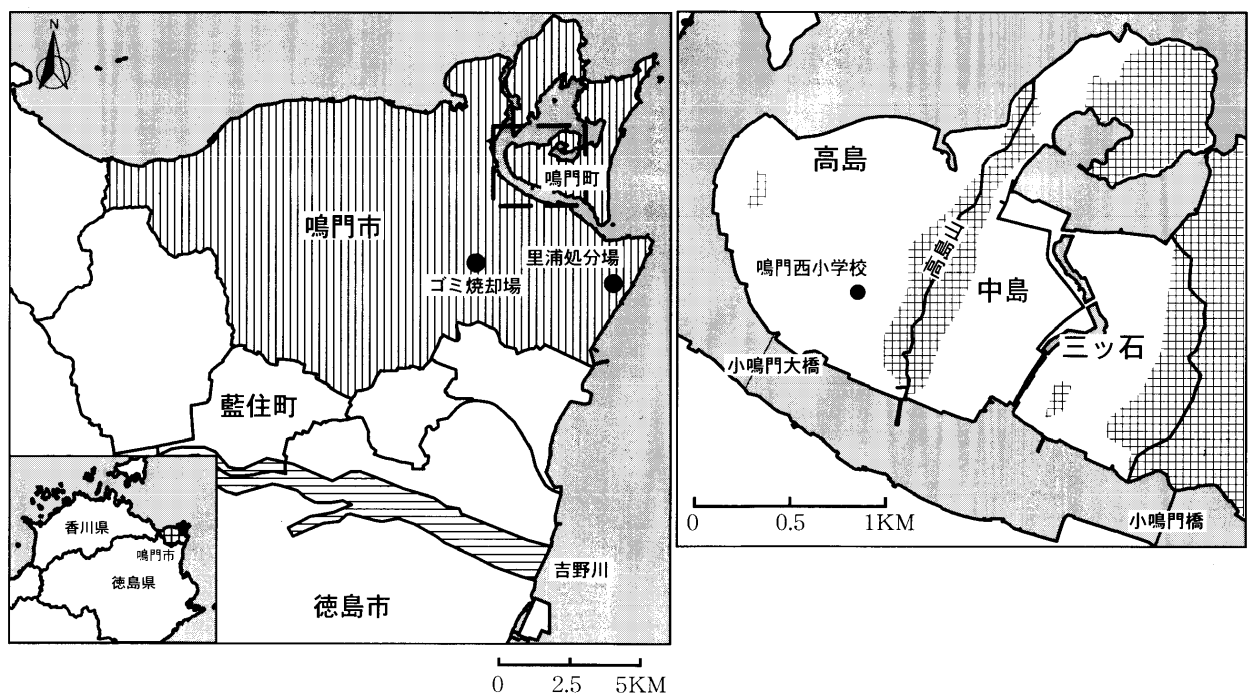 N
鳴門町
鳴門市
里浦処分場
ゴミ焼却場
藍住町
香川県
鳴門市
徳島県
吉野川
徳島市
0 2.5 5KM
高島
高島山
鳴門西小学校
中島
三ッ石
小鳴門大橋
0 0.5 1KM
小鳴門橋